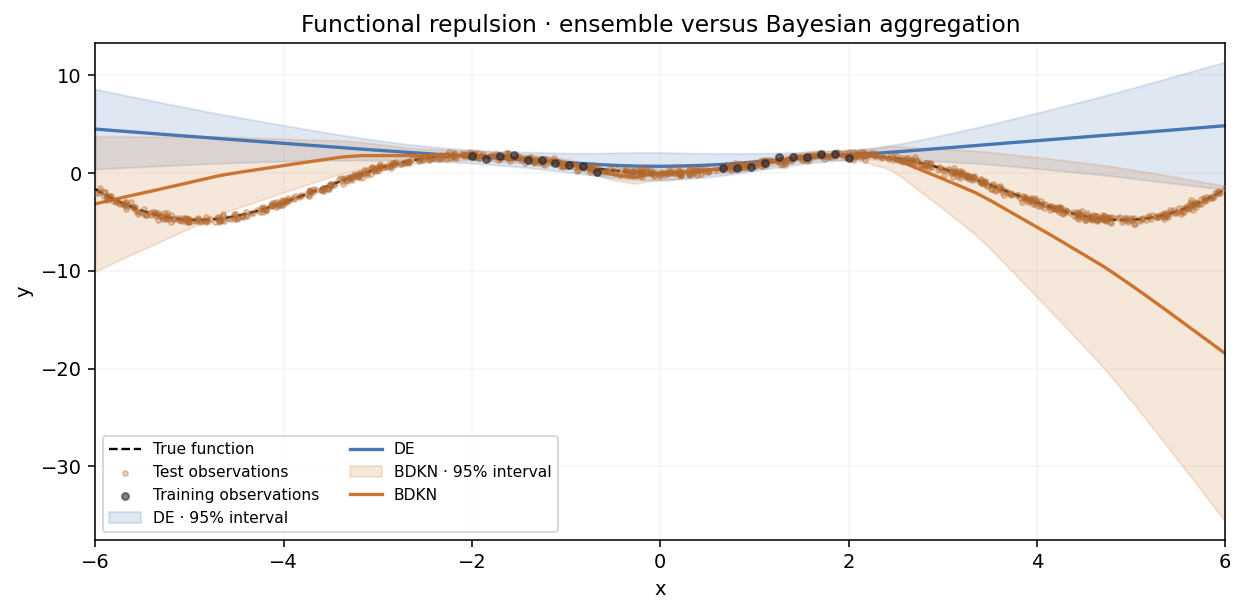 Functional repulsion · ensemble versus Bayesian aggregation
y
10
0
−10
−20
−30
True function
Test observations
Training observations
DE · 95% interval
DE
BDKN · 95% interval
BDKN
−6
−4
−2
0
2
4
6
x